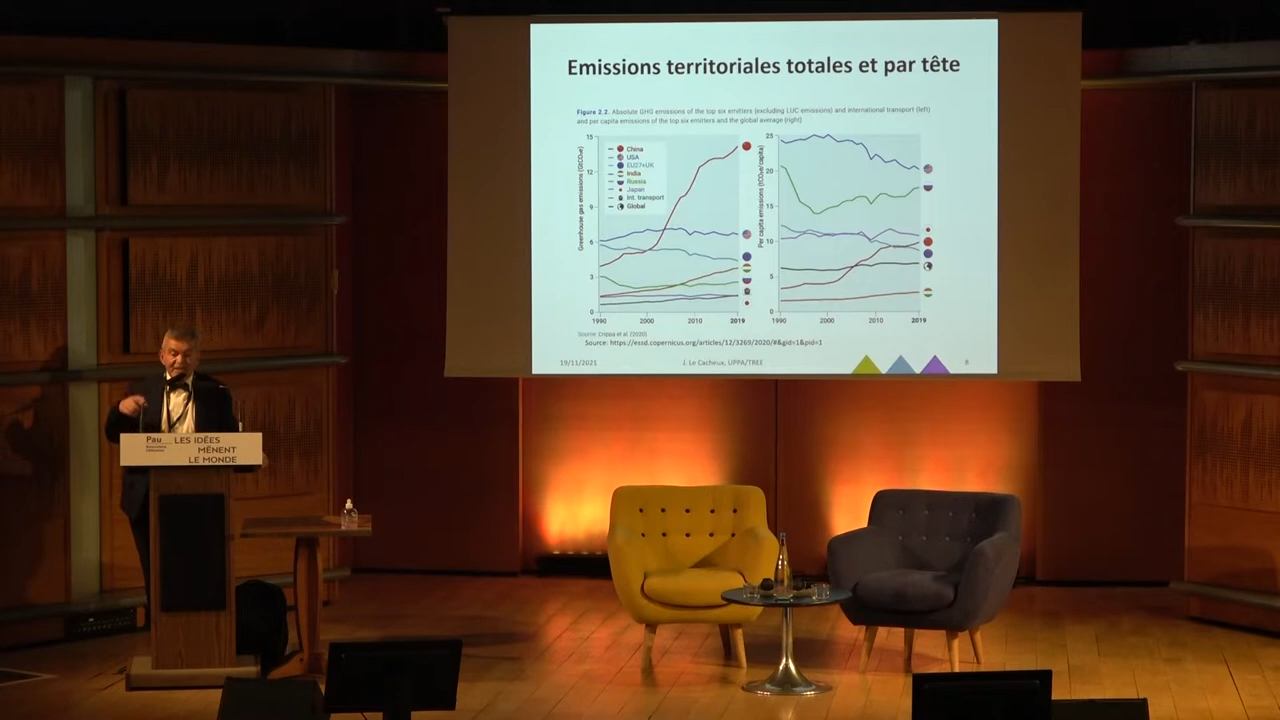 Emissions territoriales totales et par tête
Figure 2.2. Absolute GHG emissions of the top six emitters (excluding LUC emissions) and international transport (left)
and per capita emissions of the top six emitters and the global average (right)
Greenhouse gas emissions (GtCO₂e)
15
12
9
6
3
0
China
USA
EU27+UK
India
Russia
Japan
Int. transport
Global
1990
2000
2010
2019
Per capita emissions (tCO₂e/capita)
25
20
15
10
5
0
1990
2000
2010
2019
Source: Crippa et al. (2020)
Source: https://essd.copernicus.org/articles/12/3269/2020/#&gid=1&pid=1
19/11/2021
J. Le Cacheux, UPPA/TREE
8
Pau
LES IDÉES
MÈNENT
LE MONDE